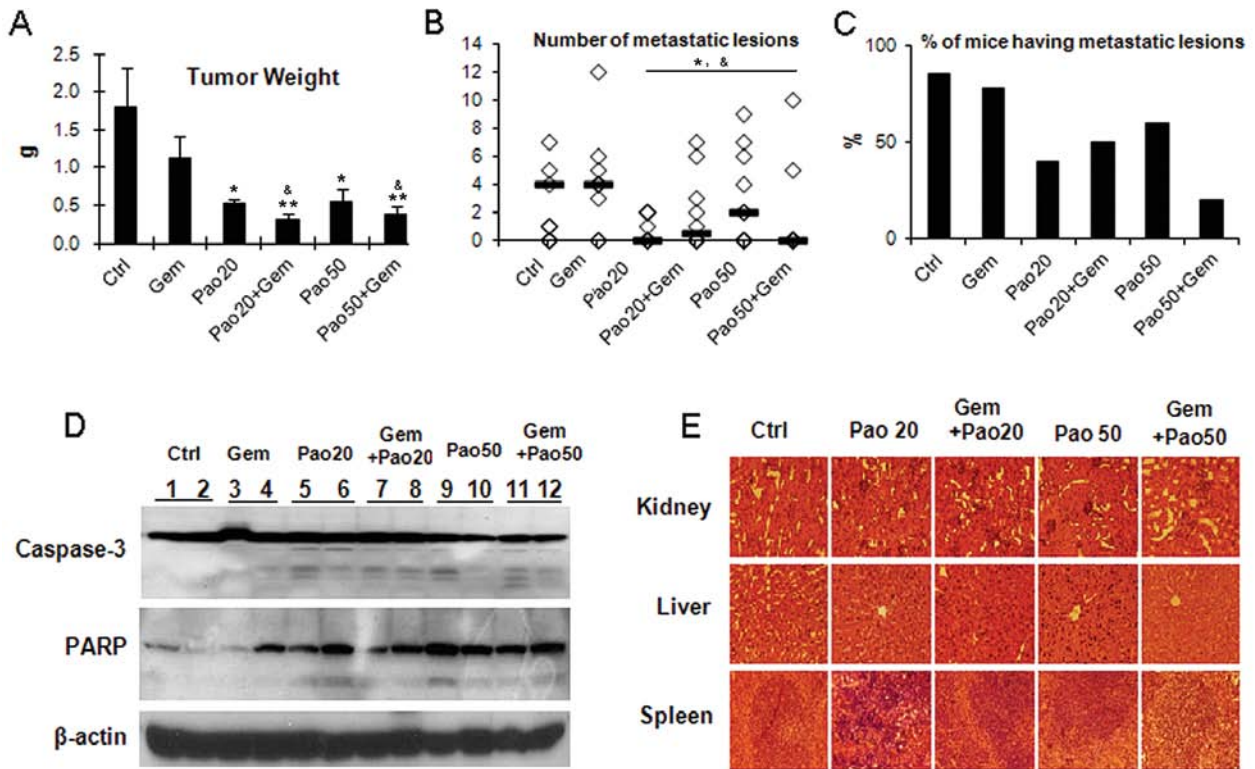 A
Tumor Weight
g
2.5
2.0
1.5
1.0
0.5
0.0
*
&
**
*
&
**
Ctrl
Gem
Pao20
Pao20+Gem
Pao50
Pao50+Gem
B
Number of metastatic lesions
*, &
14
12
10
8
6
4
2
0
Ctrl
Gem
Pao20
Pao20+Gem
Pao50
Pao50+Gem
C
% of mice having metastatic lesions
%
100
50
0
Ctrl
Gem
Pao20
Pao20+Gem
Pao50
Pao50+Gem
D
Ctrl Gem Pao20 Gem +Pao20 Pao50 Gem +Pao50
1 2 3 4 5 6 7 8 9 10 11 12
Caspase-3
PARP
β-actin
E
Ctrl Pao 20 Gem +Pao20 Pao 50 Gem +Pao50
Kidney
Liver
Spleen